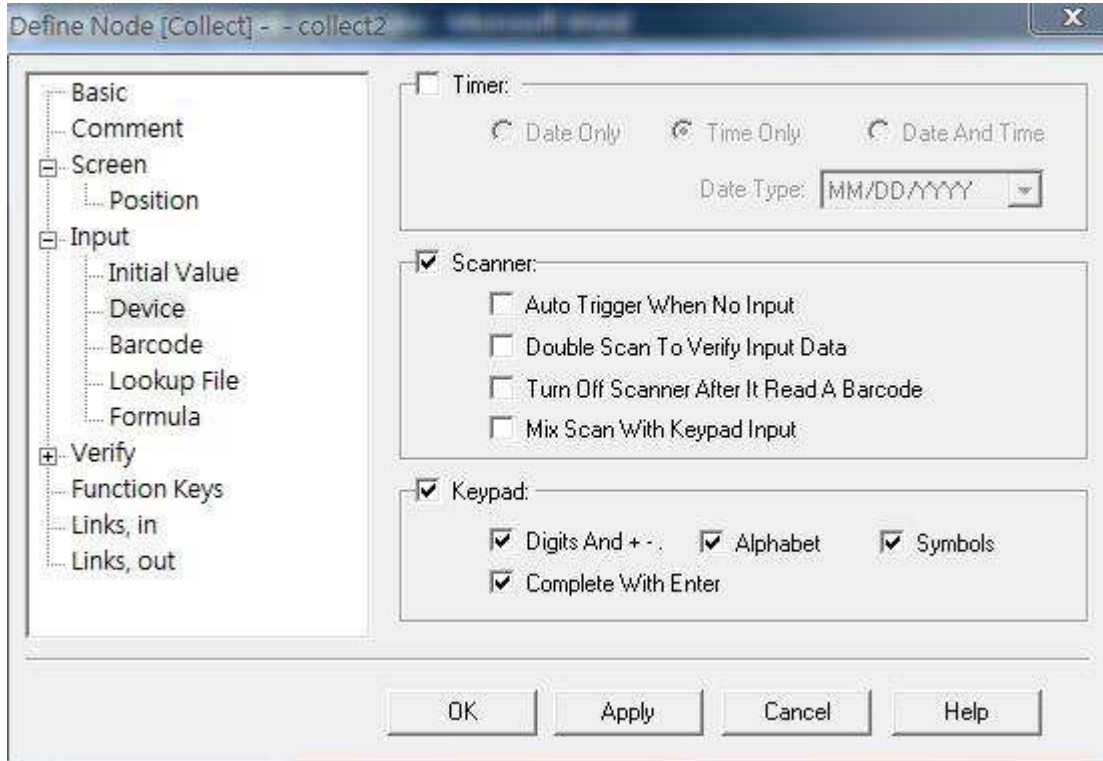 Define Node [Collect] - - collect2
Basic
Comment
Screen
Position
Input
Initial Value
Device
Barcode
Lookup File
Formula
Verify
Function Keys
Links, in
Links, out
Timer:
Date Only Time Only Date And Time
Date Type: MM/DD/YYYY
Scanner:
Auto Trigger When No Input
Double Scan To Verify Input Data
Turn Off Scanner After It Read A Barcode
Mix Scan With Keypad Input
Keypad:
Digits And + - . Alphabet Symbols
Complete With Enter
OK Apply Cancel Help